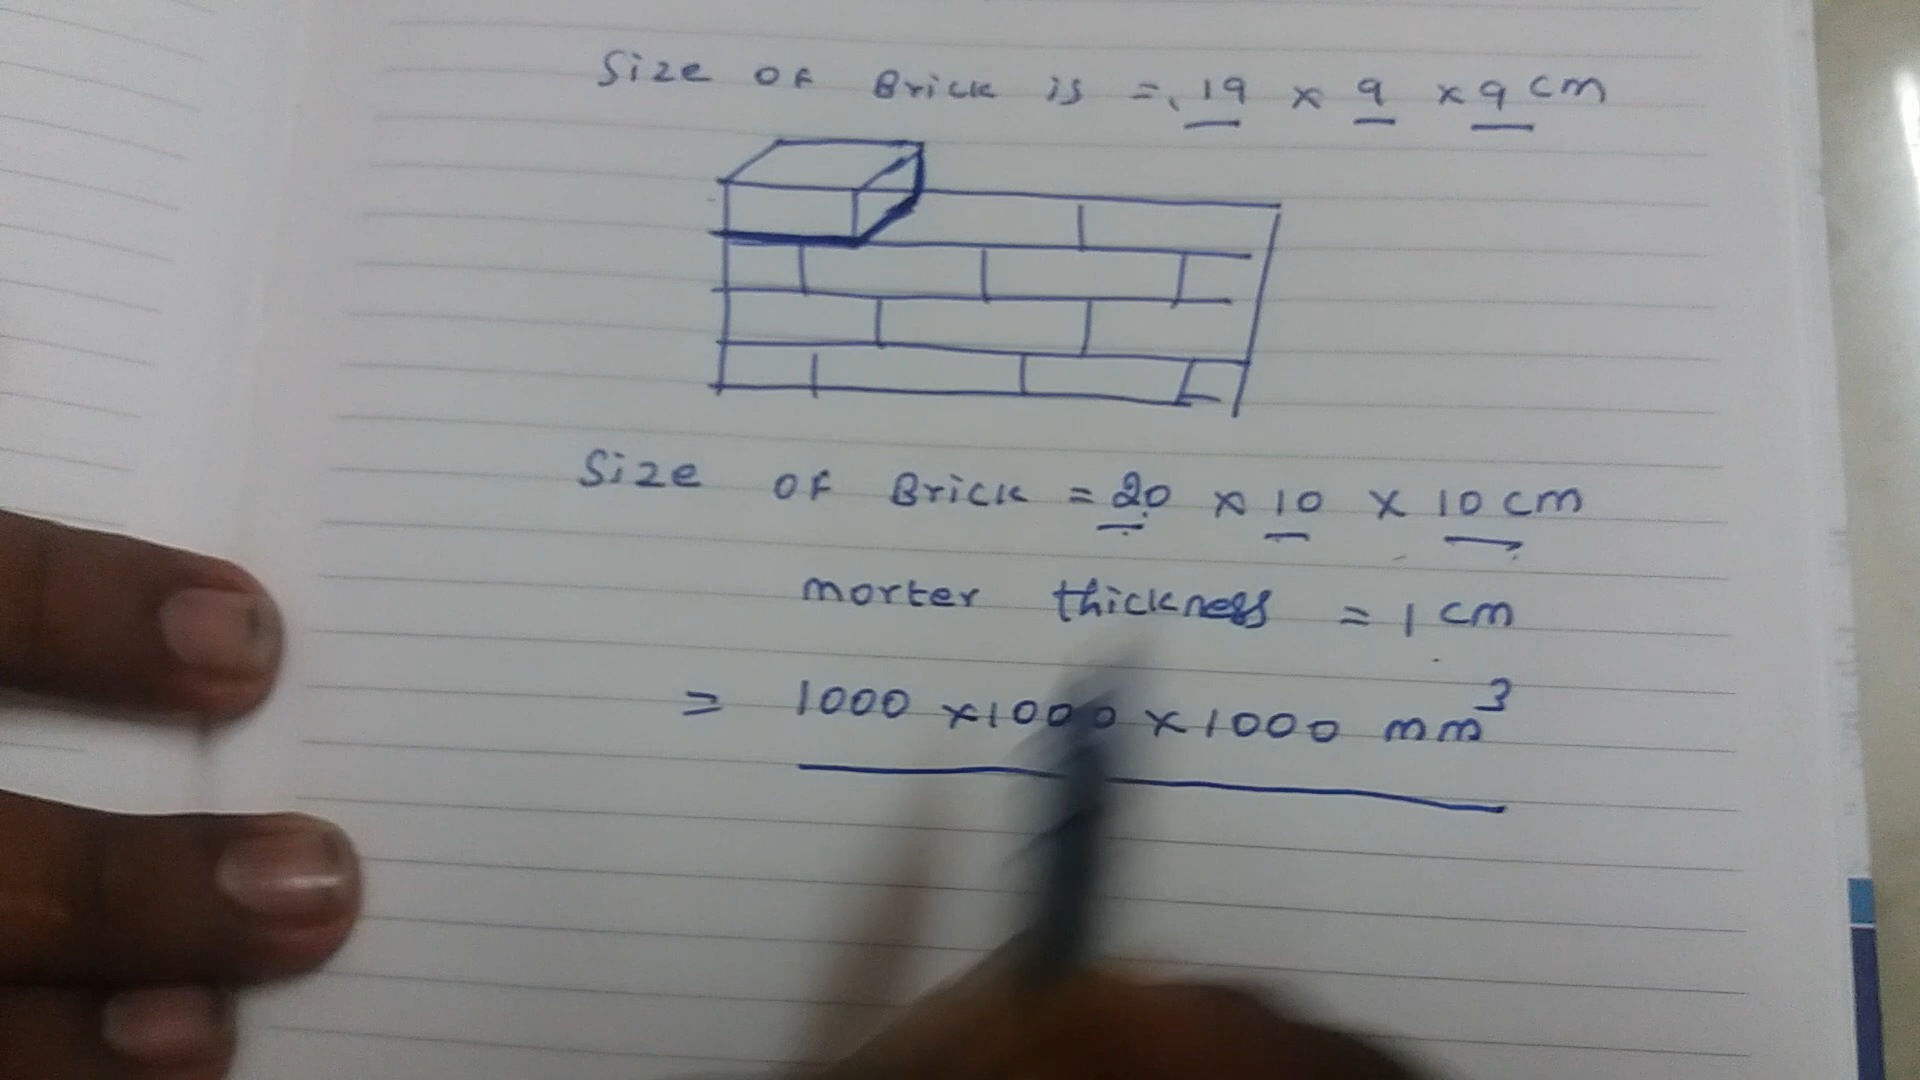 Size of Brick is = 19 x 9 x 9 cm
Size of Brick = 20 x 10 x 10 cm
morter thickness = 1 cm
= 1000 x 1000 x 1000 mm³